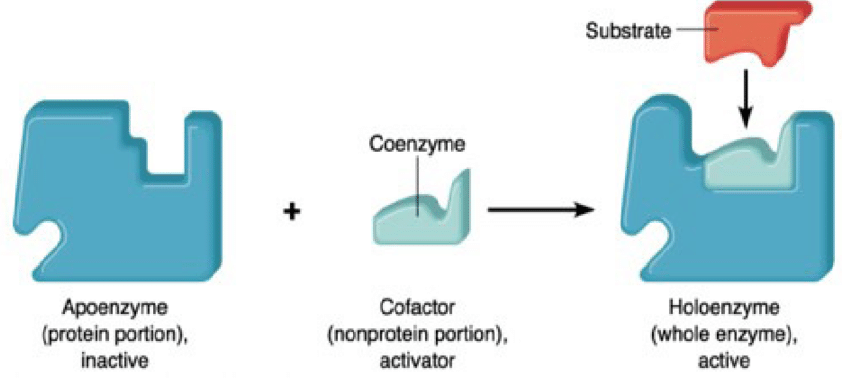 Substrate
Coenzyme
+
Apoenzyme
(protein portion),
inactive
Cofactor
(nonprotein portion),
activator
Holoenzyme
(whole enzyme),
active